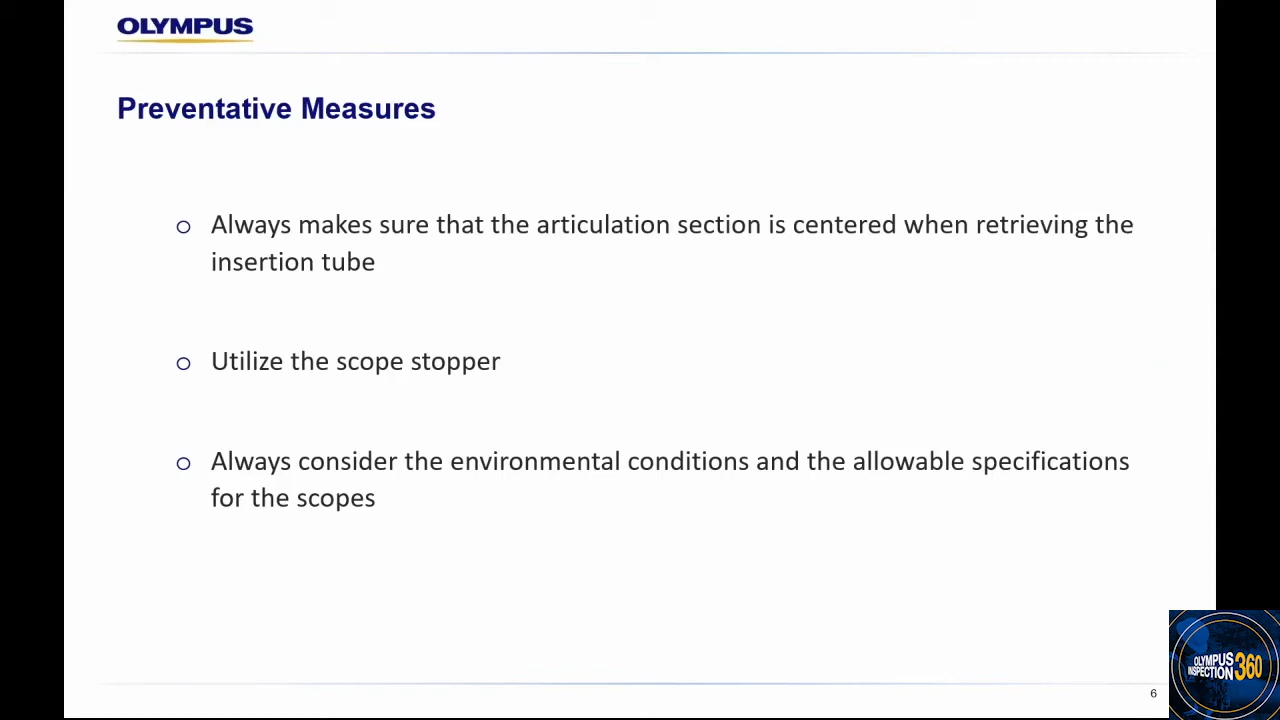 OLYMPUS
Preventative Measures
o Always makes sure that the articulation section is centered when retrieving the
insertion tube
o Utilize the scope stopper
o Always consider the environmental conditions and the allowable specifications
for the scopes
6
OLYMPUS
INSPECTION 360